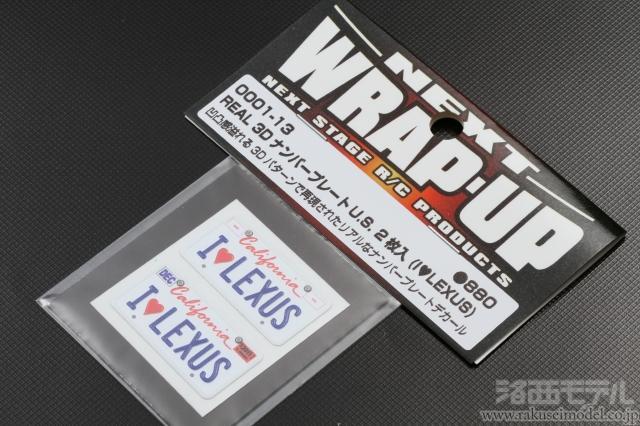 NEXT
WRAP-UP
NEXT STAGE R/C PRODUCTS
0001-13
REAL 3D ナンバープレート U.S. 2枚入 (I♥LEXUS) ●880
凹凸感溢れる3Dパターンで再現されたリアルなナンバープレートデカール
California
I♥LEXUS
DEC California
I♥LEXUS
洛西モデル
www.rakuseimodel.co.jp